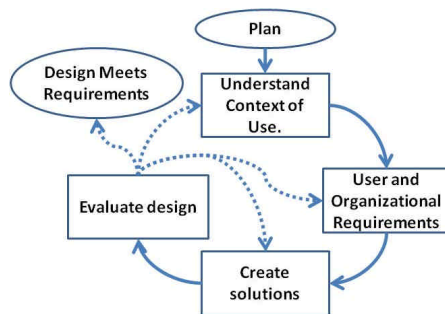 Plan
Design Meets
Requirements
Understand
Context of
Use.
User and
Organizational
Requirements
Evaluate design
Create
solutions